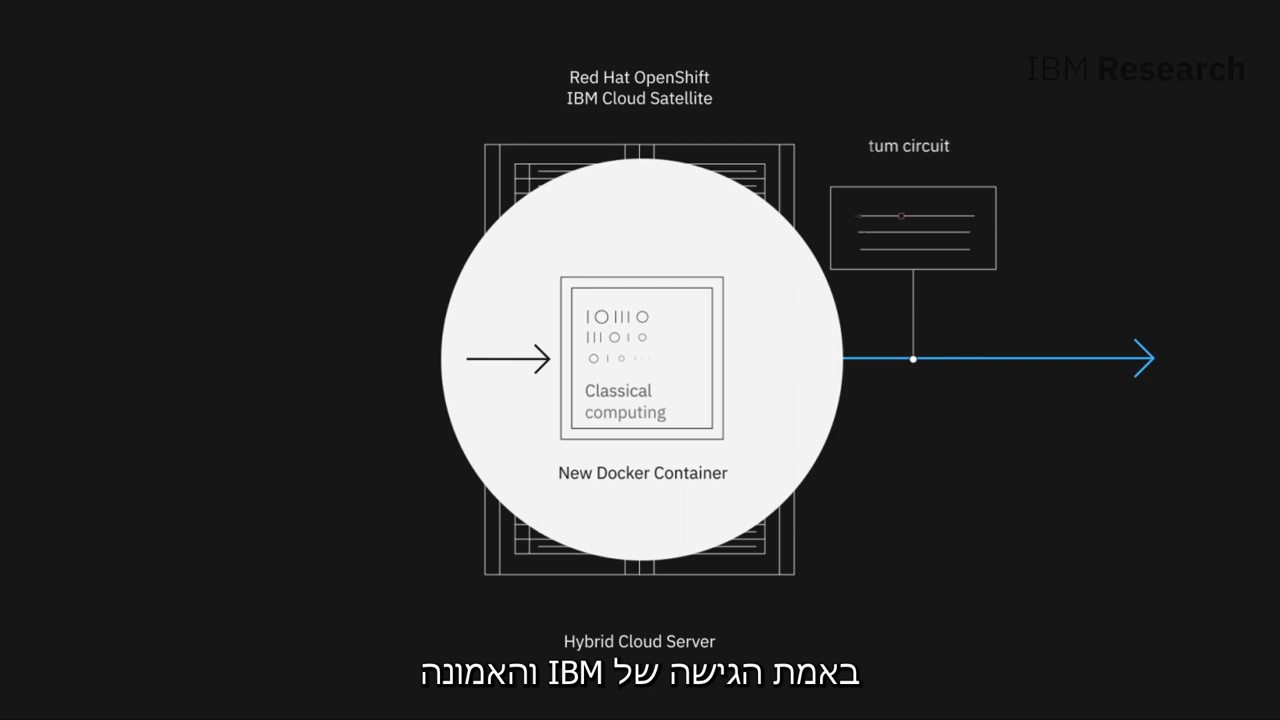 Red Hat OpenShift
IBM Cloud Satellite
IBM Research
tum circuit
Classical
computing
New Docker Container
Hybrid Cloud Server
באמת הגישה של IBM והאמונה